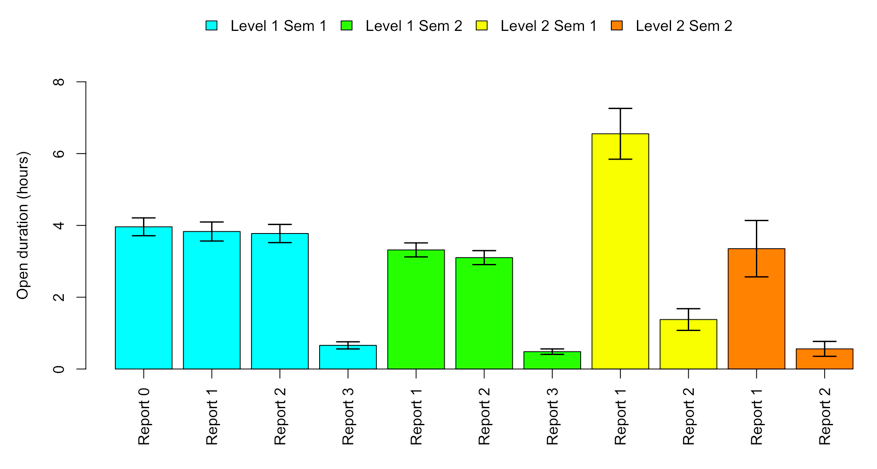 Level 1 Sem 1 Level 1 Sem 2 Level 2 Sem 1 Level 2 Sem 2
Open duration (hours)
8
6
4
2
0
Report 0
Report 1
Report 2
Report 3
Report 1
Report 2
Report 3
Report 1
Report 2
Report 1
Report 2